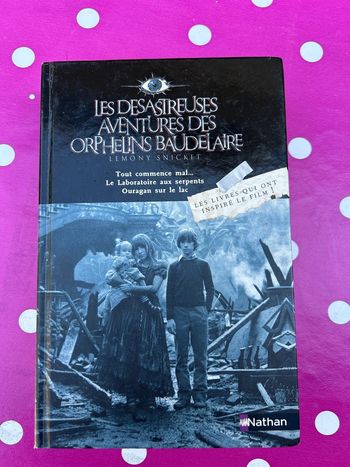 LES DÉSASTREUSES
AVENTURES DES
ORPHELINS BAUDELAIRE
LEMONY SNICKET
Tout commence mal...
Le Laboratoire aux serpents
Ouragan sur le lac
LES LIVRES QUI ONT
INSPIRÉ LE FILM !
Nathan